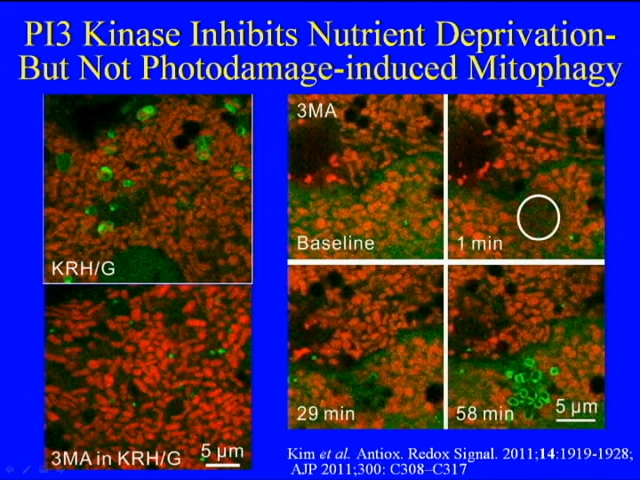 PI3 Kinase Inhibits Nutrient Deprivation-
But Not Photodamage-induced Mitophagy
KRH/G
3MA in KRH/G
5 µm
3MA
Baseline
1 min
29 min
58 min
5 µm
Kim et al. Antiox. Redox Signal. 2011;14:1919-1928;
AJP 2011;300: C308–C317